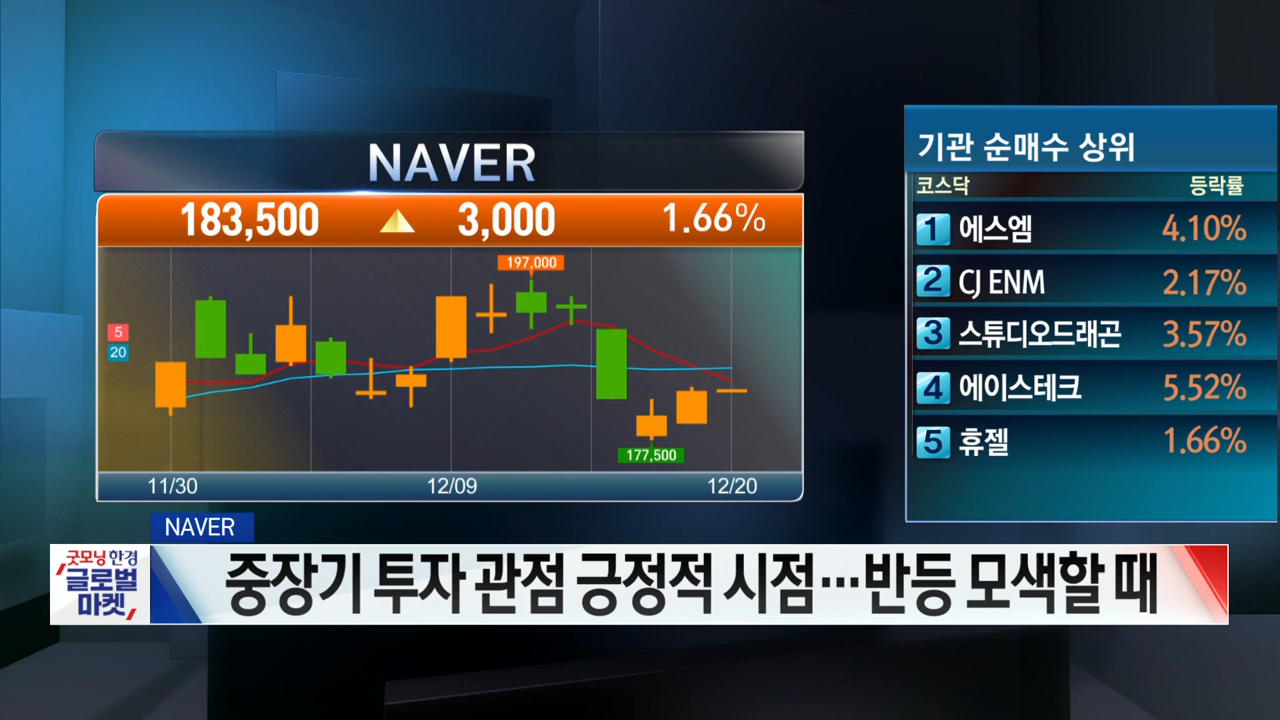 NAVER
183,500 ▲ 3,000 1.66%
197,000
5
20
177,500
11/30 12/09 12/20
기관 순매수 상위
코스닥 등락률
1 에스엠 4.10%
2 CJ ENM 2.17%
3 스튜디오드래곤 3.57%
4 에이스테크 5.52%
5 휴젤 1.66%
NAVER
굿모닝 한경
글로벌
마켓
중장기 투자 관점 긍정적 시점…반등 모색할 때